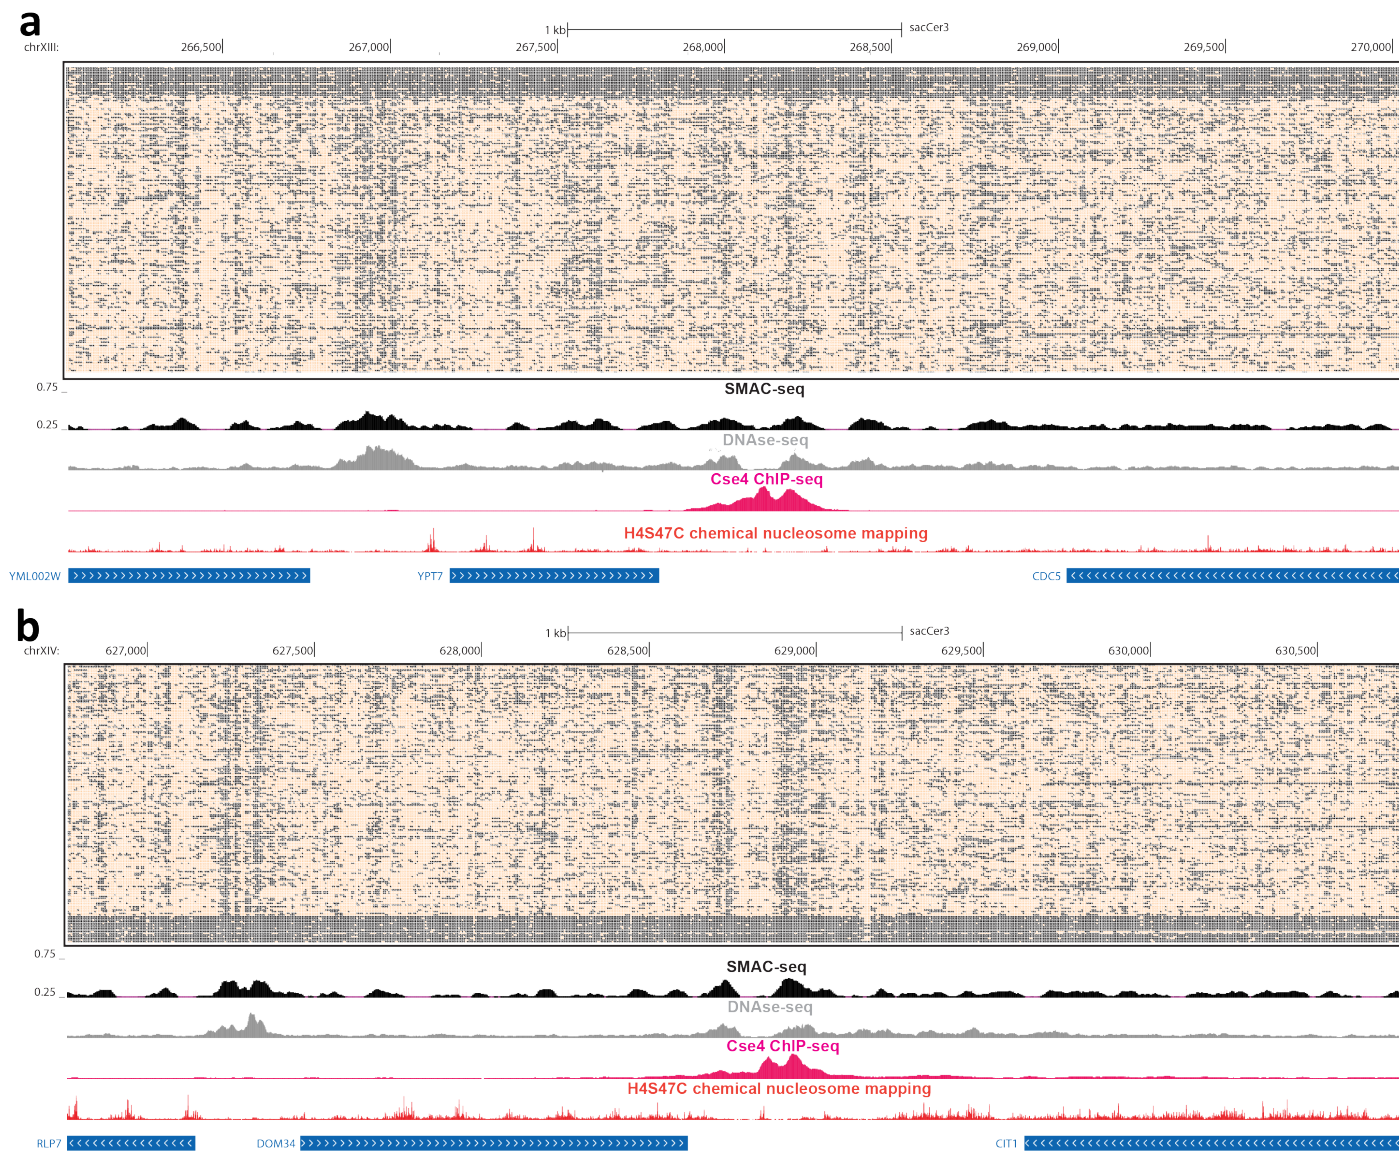 a
1 kb sacCer3
chrXIII: 266,500 267,000 267,500 268,000 268,500 269,000 269,500 270,000
0.75
SMAC-seq
0.25
DNAse-seq
Cse4 ChIP-seq
H4S47C chemical nucleosome mapping
YML002W YPT7 CDC5
b
1 kb sacCer3
chrXIV: 627,000 627,500 628,000 628,500 629,000 629,500 630,000 630,500
0.75
SMAC-seq
0.25
DNAse-seq
Cse4 ChIP-seq
H4S47C chemical nucleosome mapping
RLP7 DOM34 CIT1